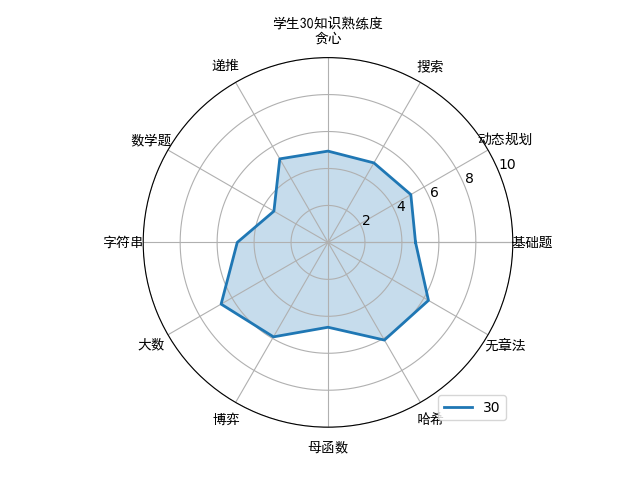 学生30知识熟练度
贪心
递推
搜索
数学题
动态规划
10
8
6
4
2
字符串
基础题
大数
无章法
博弈
哈希
30
母函数